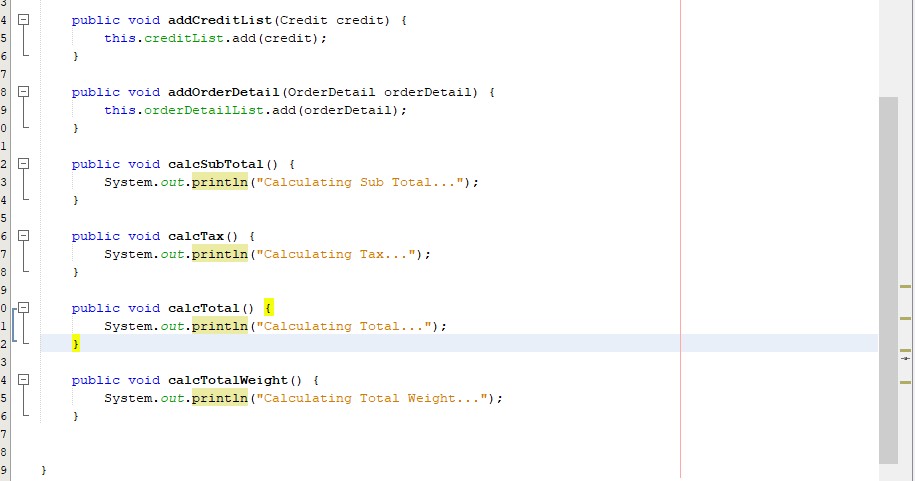 3
4 public void addCreditList(Credit credit) {
5 this.creditList.add(credit);
6 }
7
8 public void addOrderDetail(OrderDetail orderDetail) {
9 this.orderDetailList.add(orderDetail);
0 }
1
2 public void calcSubTotal() {
3 System.out.println("Calculating Sub Total...");
4 }
5
6 public void calcTax() {
7 System.out.println("Calculating Tax...");
8 }
9
0 public void calcTotal() {
1 System.out.println("Calculating Total...");
2 }
3
4 public void calcTotalWeight() {
5 System.out.println("Calculating Total Weight...");
6 }
7
8
9 }